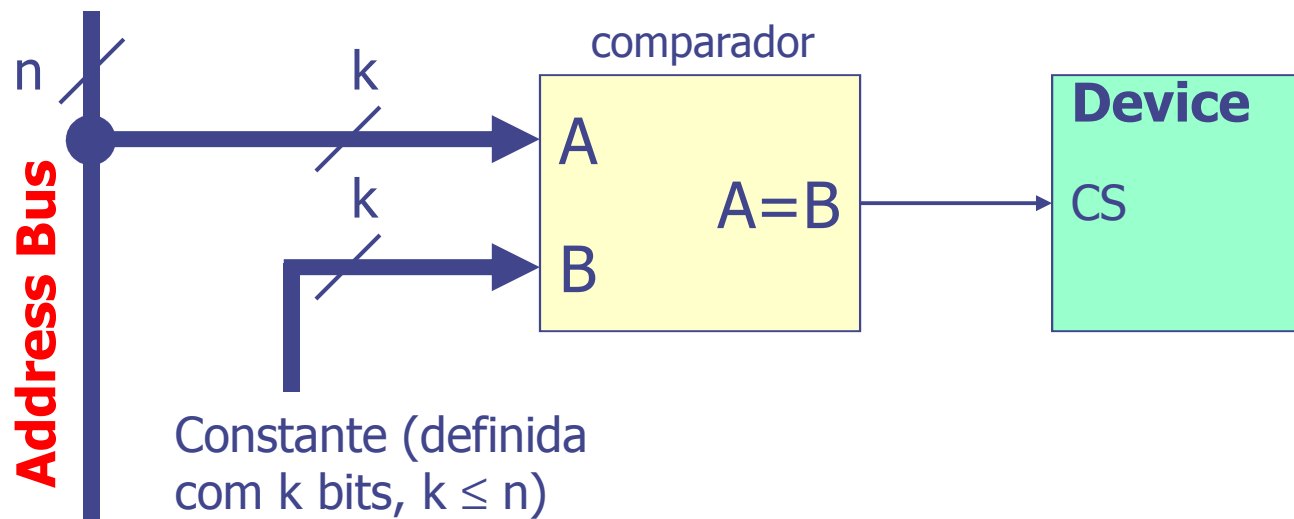 comparador
n
k
Device
A
k
CS
A=B
B
Address Bus
Constante (definida
com k bits, k ≤ n)